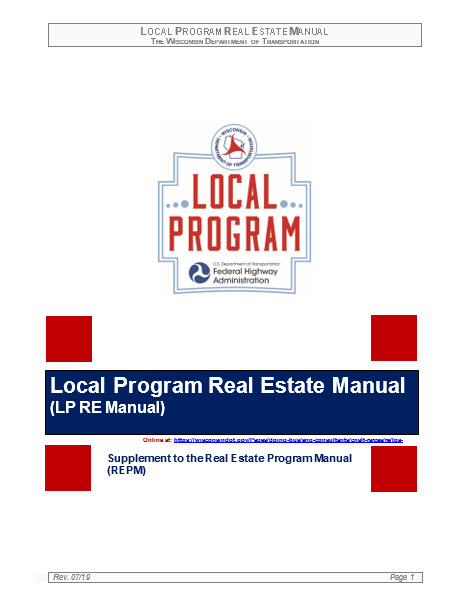 LOCAL PROGRAM REAL ESTATE MANUAL
THE WISCONSIN DEPARTMENT OF TRANSPORTATION
WISCONSIN
DEPARTMENT OF TRANSPORTATION
LOCAL
PROGRAM
U.S. Department of Transportation
Federal Highway
Administration
Local Program Real Estate Manual
(LP RE Manual)
Online at:
Supplement to the Real Estate Program Manual
(REPM)
Rev. 07/19 Page 1